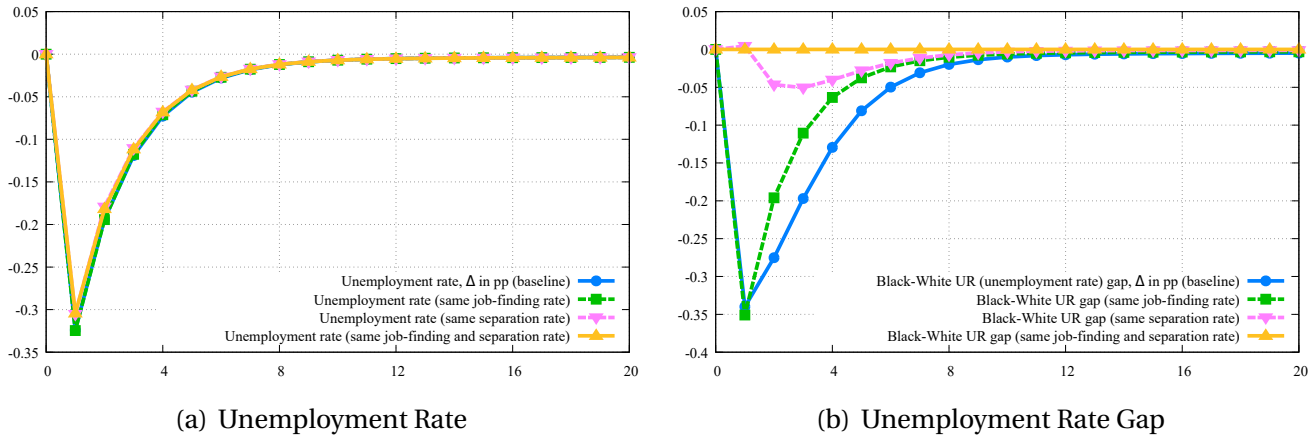 0.05
0
-0.05
-0.1
-0.15
-0.2
-0.25
-0.3
-0.35
0 4 8 12 16 20
Unemployment rate, Δ in pp (baseline)
Unemployment rate (same job-finding rate)
Unemployment rate (same separation rate)
Unemployment rate (same job-finding and separation rate)
(a) Unemployment Rate
0.05
0
-0.05
-0.1
-0.15
-0.2
-0.25
-0.3
-0.35
-0.4
0 4 8 12 16 20
Black-White UR (unemployment rate) gap, Δ in pp (baseline)
Black-White UR gap (same job-finding rate)
Black-White UR gap (same separation rate)
Black-White UR gap (same job-finding and separation rate)
(b) Unemployment Rate Gap